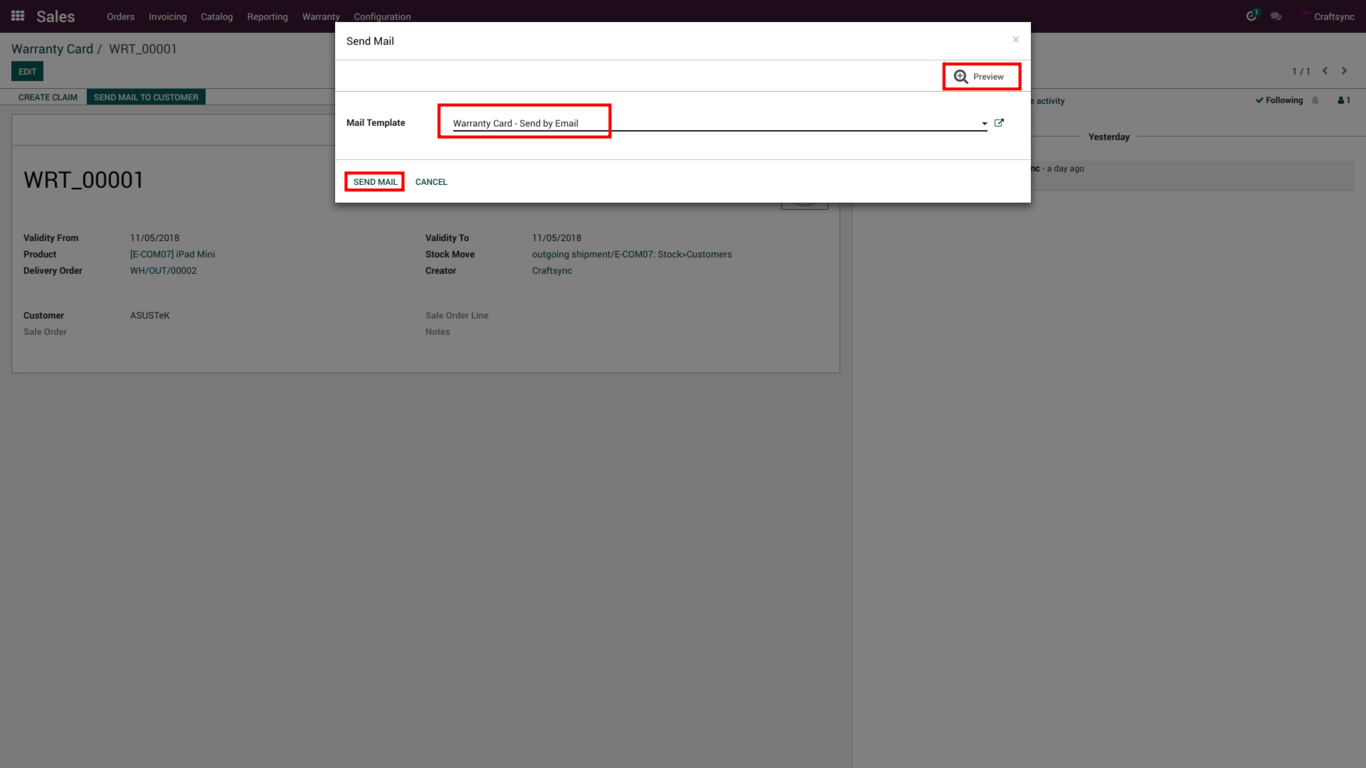 Sales Orders Invoicing Catalog Reporting Warranty Configuration 1 Craftsync
Warranty Card / WRT_00001
EDIT
1 / 1
CREATE CLAIM SEND MAIL TO CUSTOMER
Send Mail ×
Preview
Mail Template Warranty Card - Send by Email
SEND MAIL CANCEL
activity Following 1
Yesterday
- a day ago
WRT_00001
Validity From 11/05/2018 Validity To 11/05/2018
Product [E-COM07] iPad Mini Stock Move outgoing shipment/E-COM07: Stock>Customers
Delivery Order WH/OUT/00002 Creator Craftsync
Customer ASUSTeK Sale Order Line
Sale Order Notes